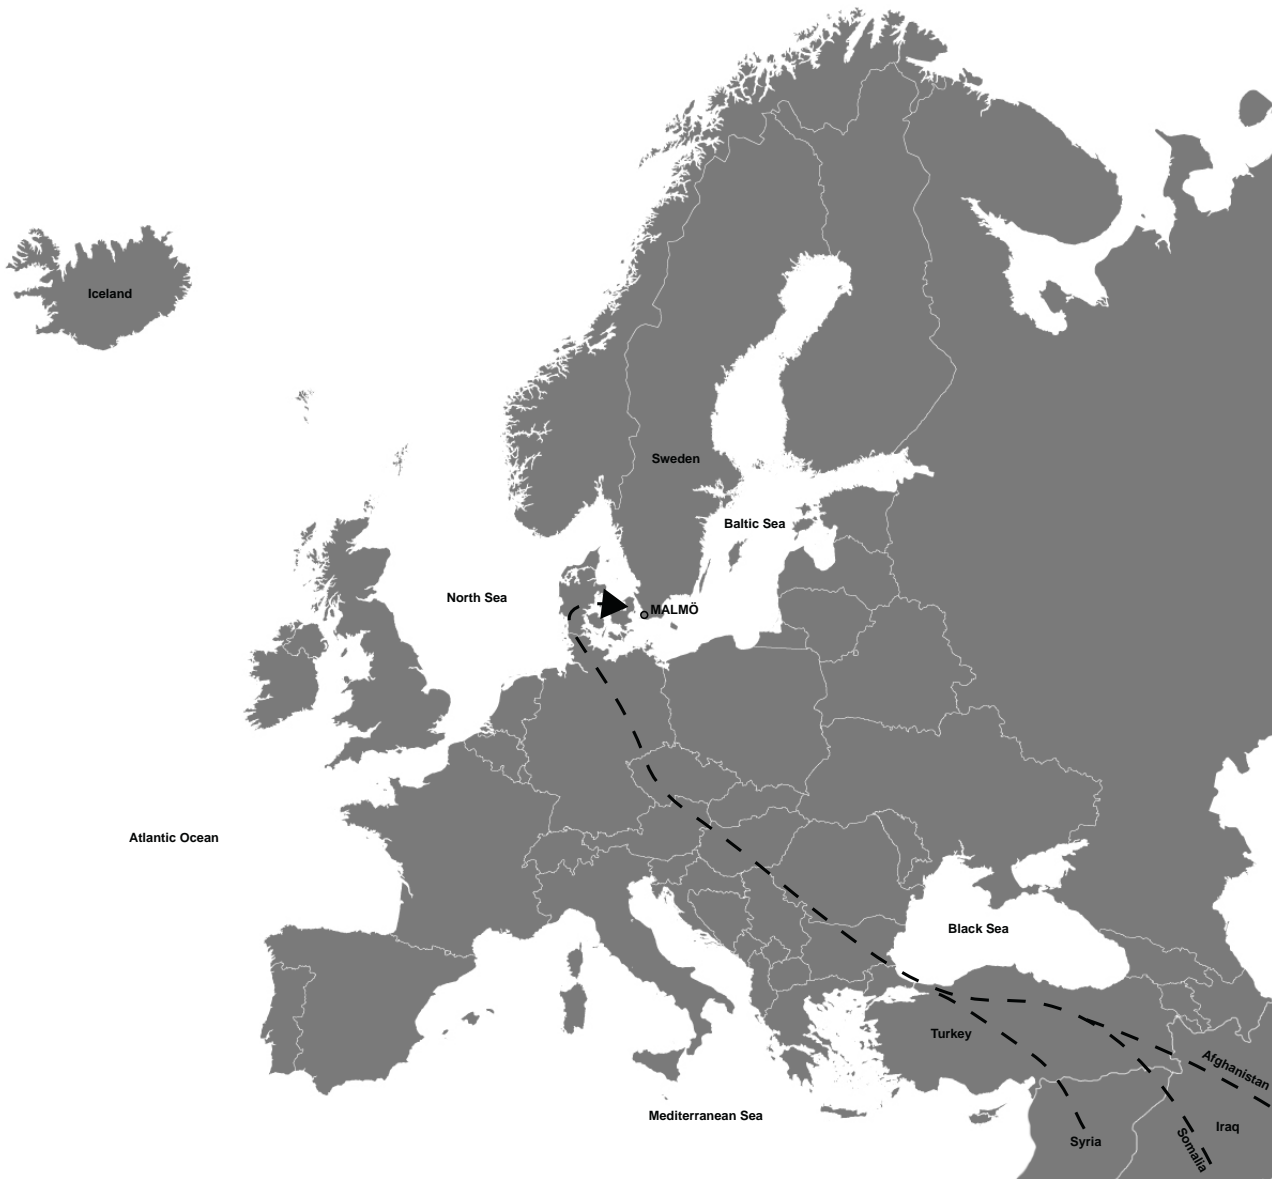 Iceland
Sweden
Baltic Sea
North Sea
MALMÖ
Atlantic Ocean
Black Sea
Turkey
Afghanistan
Mediterranean Sea
Iraq
Syria
Somalia